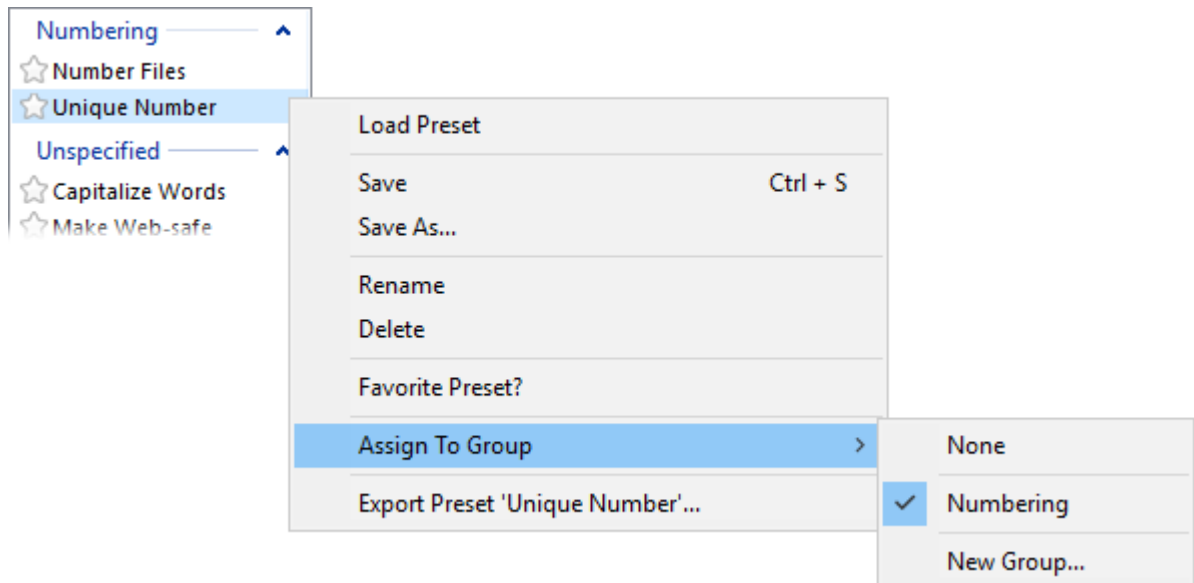 Numbering
Number Files
Unique Number
Unspecified
Capitalize Words
Make Web-safe
Load Preset
Save Ctrl + S
Save As...
Rename
Delete
Favorite Preset?
Assign To Group
Export Preset 'Unique Number'...
None
Numbering
New Group...